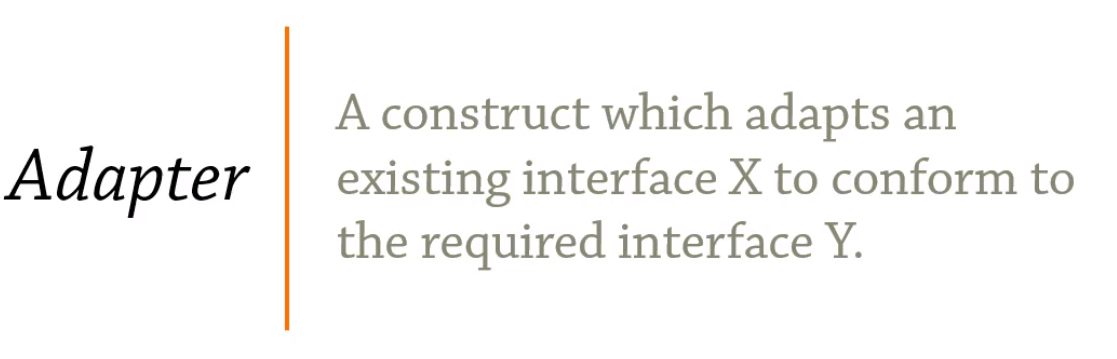 Adapter
A construct which adapts an
existing interface X to conform to
the required interface Y.